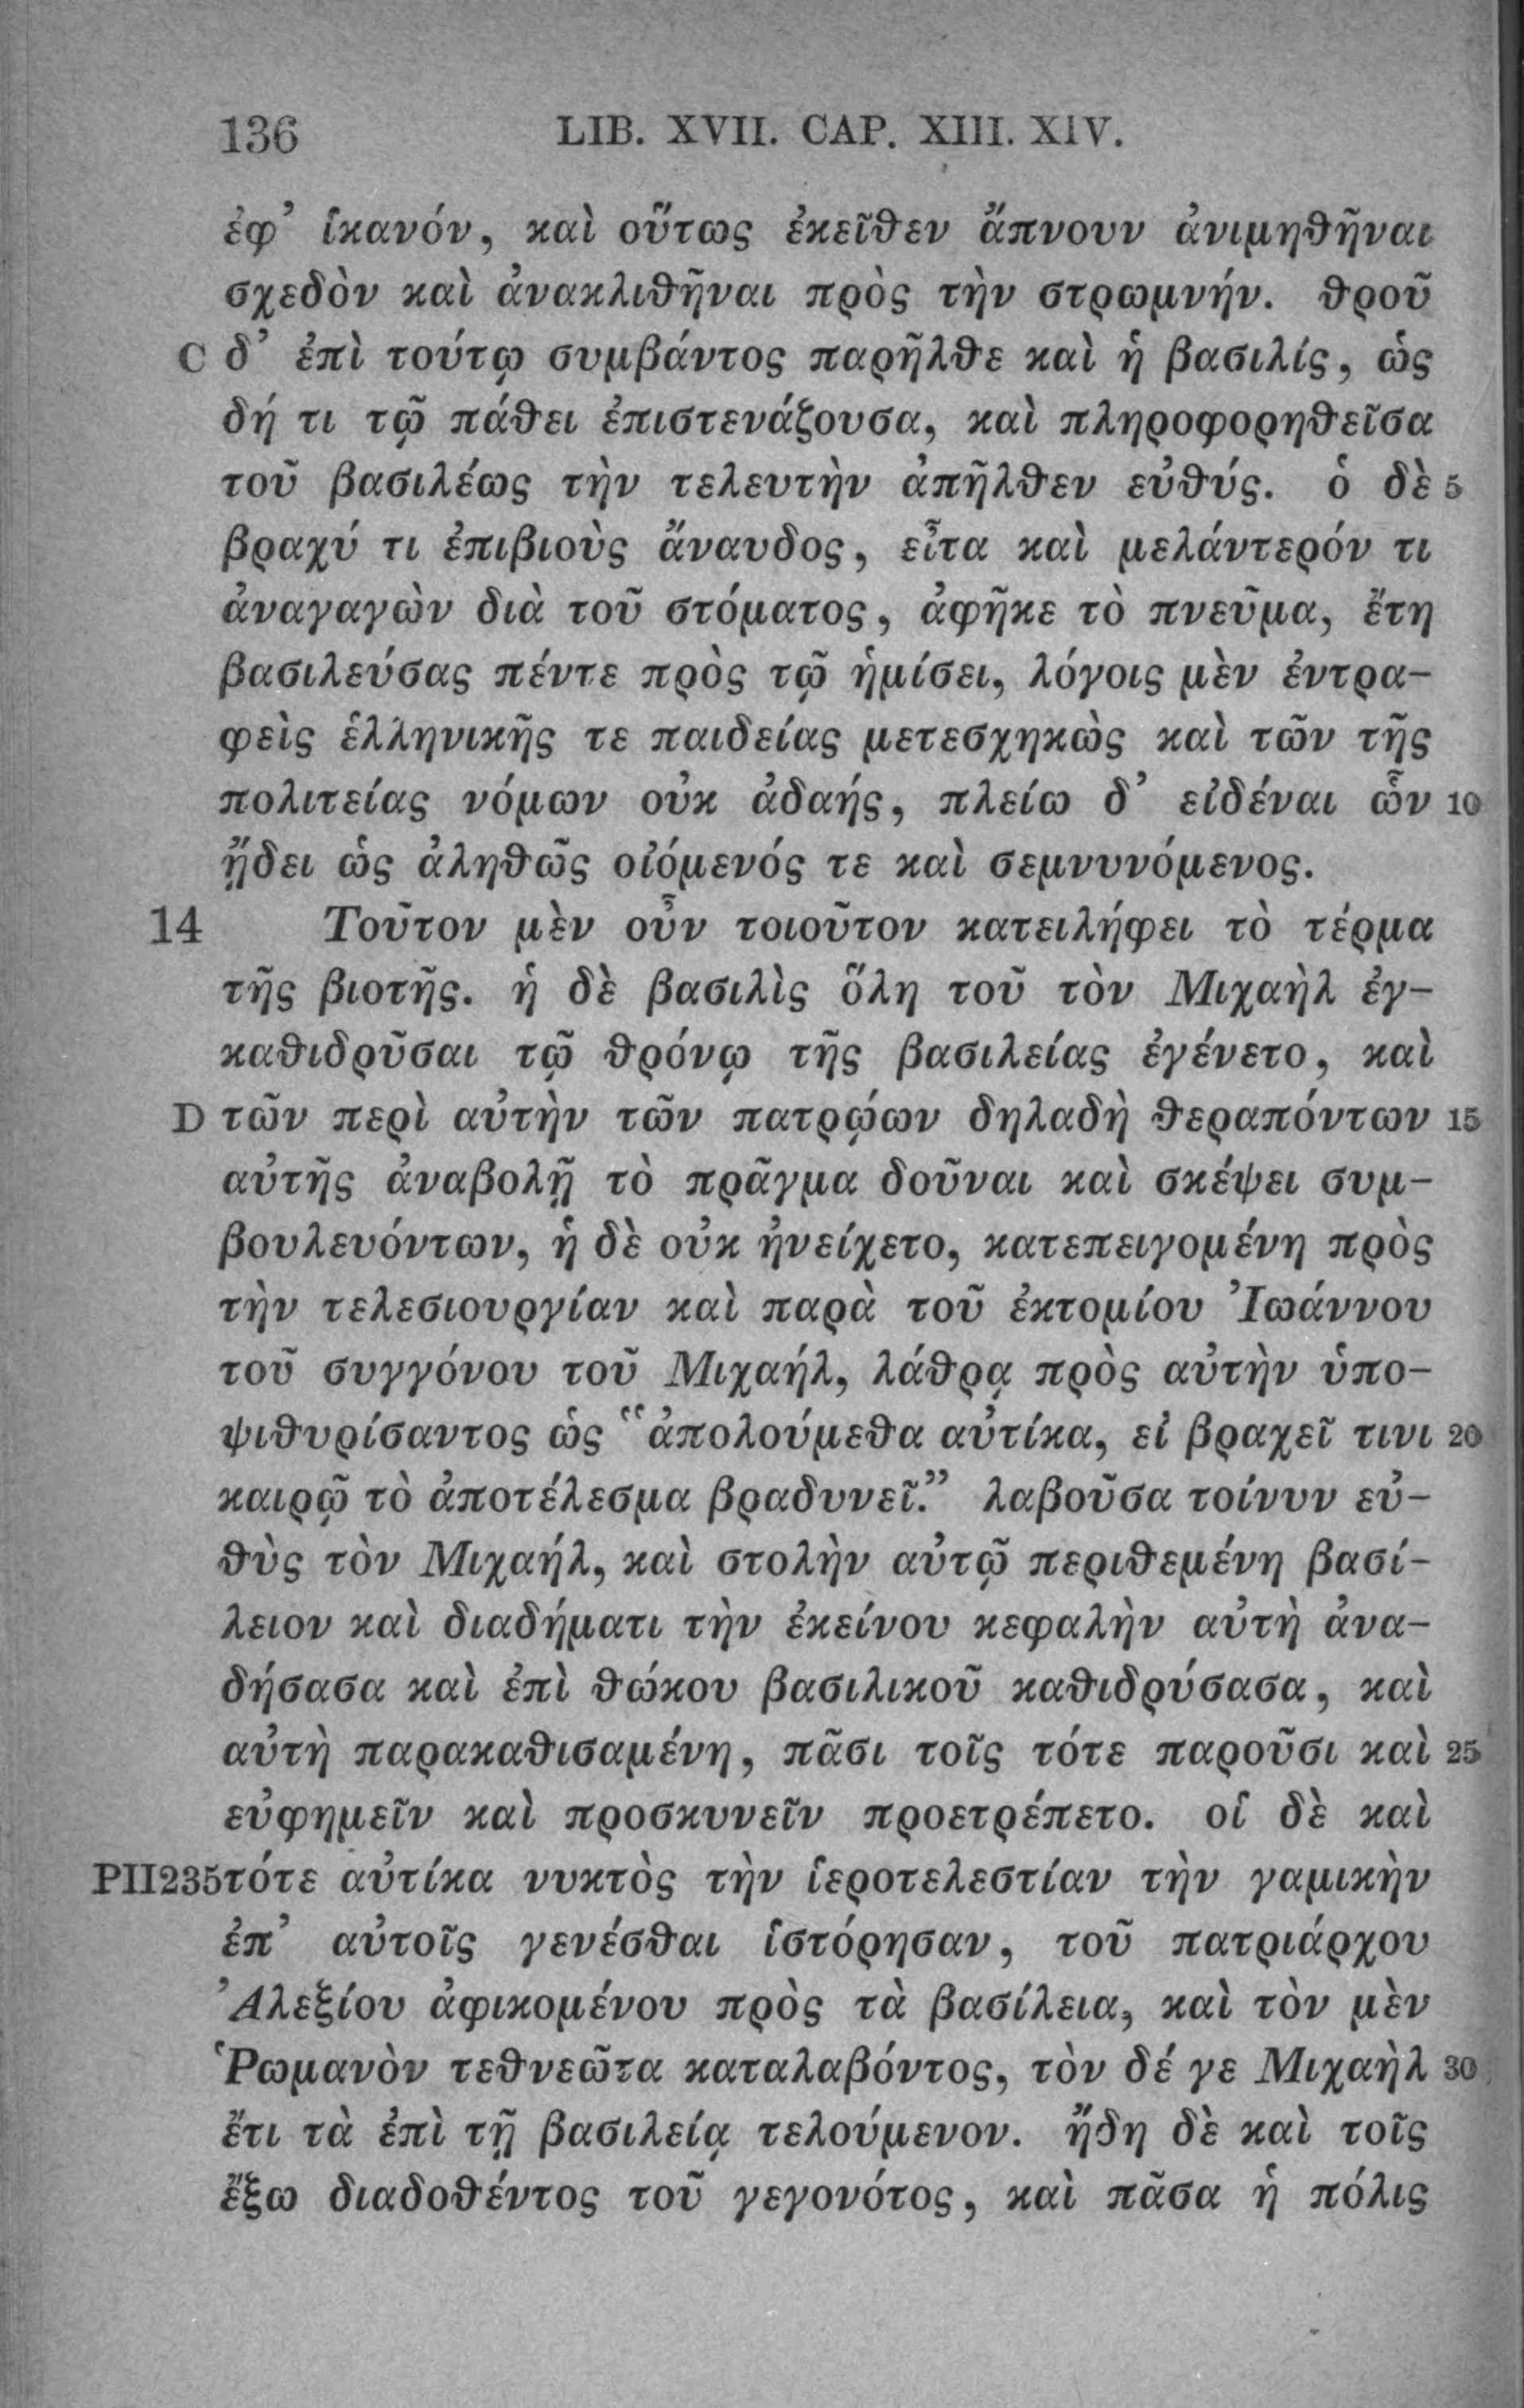 136 LIB. XVII. CAP. XIII. XIV.
ἐφ’ ἱκανόν, καὶ οὕτως ἐκεῖθεν ἄπνουν ἀνιμηθῆναι
σχεδὸν καὶ ἀνακλιθῆναι πρὸς τὴν στρωμνήν. θροῦ
C δ’ ἐπὶ τούτῳ συμβάντος παρῆλθε καὶ ἡ βασιλίς, ὡς
δή τι τῷ πάθει ἐπιστενάζουσα, καὶ πληροφορηθεῖσα
τοῦ βασιλέως τὴν τελευτὴν ἀπῆλθεν εὐθύς. ὁ δὲ 5
βραχύ τι ἐπιβιοὺς ἄναυδος, εἶτα καὶ μελάντερόν τι
ἀναγαγὼν διὰ τοῦ στόματος, ἀφῆκε τὸ πνεῦμα, ἔτη
βασιλεύσας πέντε πρὸς τῷ ἡμίσει, λόγοις μὲν ἐντρα-
φεὶς ἑλληνικῆς τε παιδείας μετεσχηκὼς καὶ τῶν τῆς
πολιτείας νόμων οὐκ ἀδαής, πλείω δ’ εἰδέναι ὧν 10
ᾔδει ὡς ἀληθῶς οἰόμενός τε καὶ σεμνυνόμενος.
14 Τοῦτον μὲν οὖν τοιοῦτον κατειλήφει τὸ τέρμα
τῆς βιοτῆς. ἡ δὲ βασιλὶς ὅλη τοῦ τὸν Μιχαὴλ ἐγ-
καθιδρῦσαι τῷ θρόνῳ τῆς βασιλείας ἐγένετο, καὶ
D τῶν περὶ αὐτὴν τῶν πατρῴων δηλαδὴ θεραπόντων 15
αὐτῆς ἀναβολῇ τὸ πρᾶγμα δοῦναι καὶ σκέψει συμ-
βουλευόντων, ἡ δὲ οὐκ ἠνείχετο, κατεπειγομένη πρὸς
τὴν τελεσιουργίαν καὶ παρὰ τοῦ ἐκτομίου Ἰωάννου
τοῦ συγγόνου τοῦ Μιχαήλ, λάθρᾳ πρὸς αὐτὴν ὑπο-
ψιθυρίσαντος ὡς “ἀπολούμεθα αὐτίκα, εἰ βραχεῖ τινι 20
καιρῷ τὸ ἀποτέλεσμα βραδυνεῖ.” λαβοῦσα τοίνυν εὐ-
θὺς τὸν Μιχαήλ, καὶ στολὴν αὐτῷ περιθεμένη βασί-
λειον καὶ διαδήματι τὴν ἐκείνου κεφαλὴν αὐτὴ ἀνα-
δήσασα καὶ ἐπὶ θώκου βασιλικοῦ καθιδρύσασα, καὶ
αὐτὴ παρακαθισαμένη, πᾶσι τοῖς τότε παροῦσι καὶ 25
εὐφημεῖν καὶ προσκυνεῖν προετρέπετο. οἱ δὲ καὶ
PII235 τότε αὐτίκα νυκτὸς τὴν ἱεροτελεστίαν τὴν γαμικὴν
ἐπ’ αὐτοῖς γενέσθαι ἱστόρησαν, τοῦ πατριάρχου
Ἀλεξίου ἀφικομένου πρὸς τὰ βασίλεια, καὶ τὸν μὲν
Ῥωμανὸν τεθνεῶτα καταλαβόντος, τὸν δέ γε Μιχαὴλ 30
ἔτι τὰ ἐπὶ τῇ βασιλείᾳ τελούμενον. ἤδη δὲ καὶ τοῖς
ἔξω διαδοθέντος τοῦ γεγονότος, καὶ πᾶσα ἡ πόλις